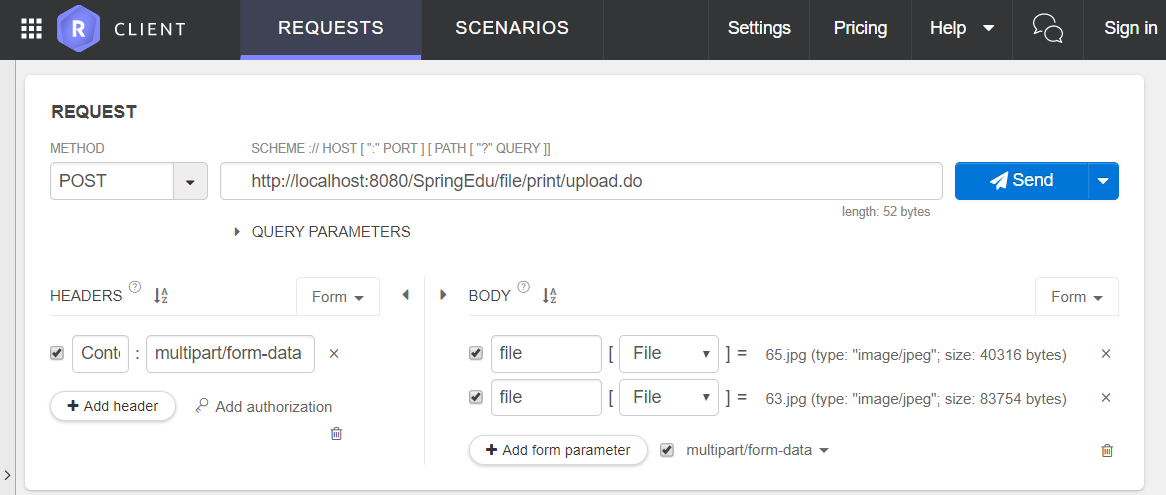 R CLIENT REQUESTS SCENARIOS Settings Pricing Help Sign in
REQUEST
METHOD SCHEME :// HOST [ ":" PORT ] [ PATH [ "?" QUERY ]]
POST http://localhost:8080/SpringEdu/file/print/upload.do Send
length: 52 bytes
QUERY PARAMETERS
HEADERS ? Form BODY ? Form
Conte : multipart/form-data × file [ File ] = 65.jpg (type: "image/jpeg"; size: 40316 bytes) ×
file [ File ] = 63.jpg (type: "image/jpeg"; size: 83754 bytes) ×
+ Add header Add authorization
+ Add form parameter multipart/form-data